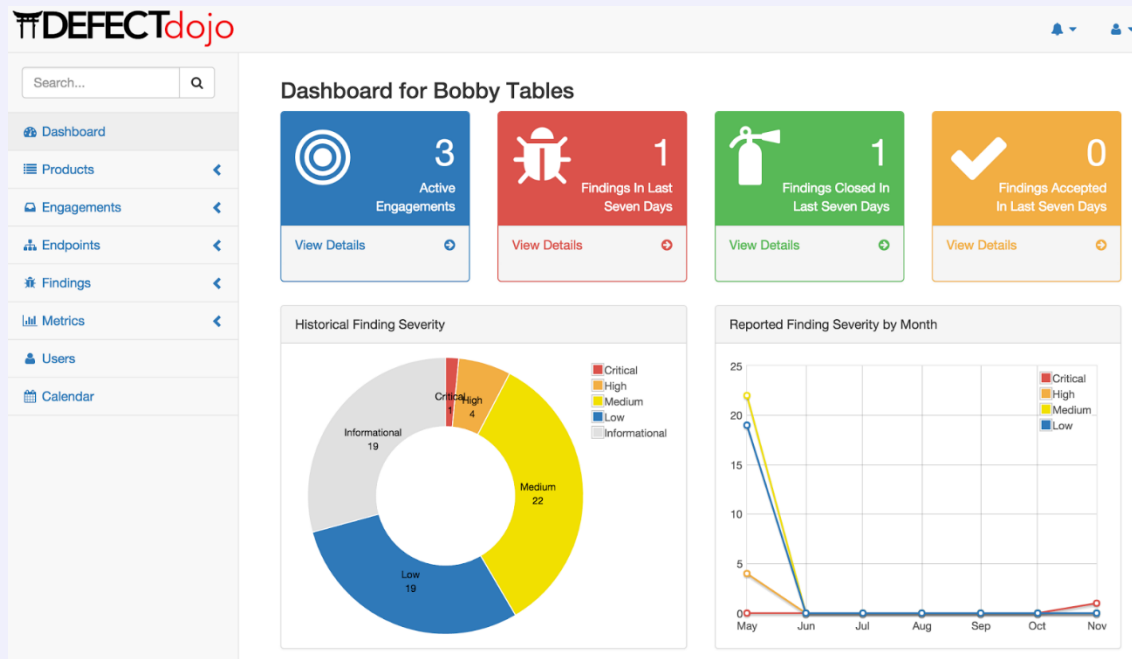 DEFECTdojo
Search...
Dashboard
Products
Engagements
Endpoints
Findings
Metrics
Users
Calendar
Dashboard for Bobby Tables
3
Active
Engagements
View Details
1
Findings In Last
Seven Days
View Details
1
Findings Closed In
Last Seven Days
View Details
0
Findings Accepted
In Last Seven Days
View Details
Historical Finding Severity
Critical
1
High
4
Medium
22
Low
19
Informational
19
Critical
High
Medium
Low
Informational
Reported Finding Severity by Month
25
20
15
10
5
0
May Jun Jul Aug Sep Oct Nov
Critical
High
Medium
Low